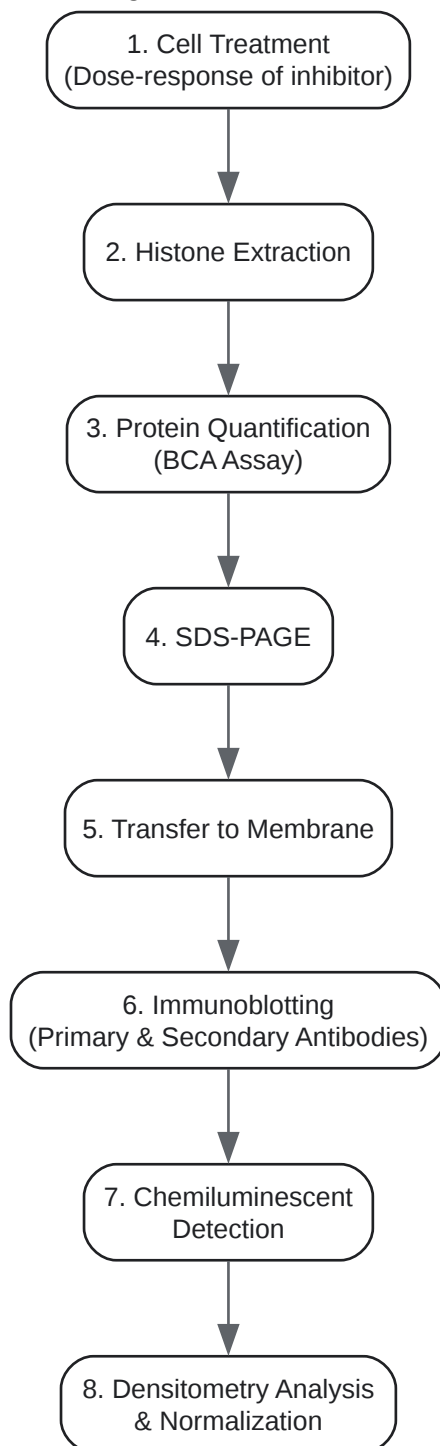 1. Cell Treatment
(Dose-response of inhibitor)
2. Histone Extraction
3. Protein Quantification
(BCA Assay)
4. SDS-PAGE
5. Transfer to Membrane
6. Immunoblotting
(Primary & Secondary Antibodies)
7. Chemiluminescent
Detection
8. Densitometry Analysis
& Normalization